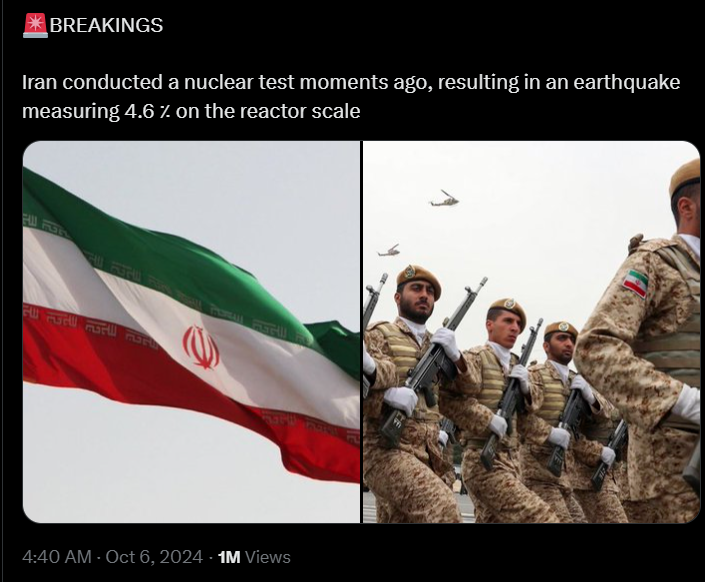 🚨BREAKINGS
Iran conducted a nuclear test moments ago, resulting in an earthquake
measuring 4.6 ٪ on the reactor scale
4:40 AM · Oct 6, 2024 · 1M Views